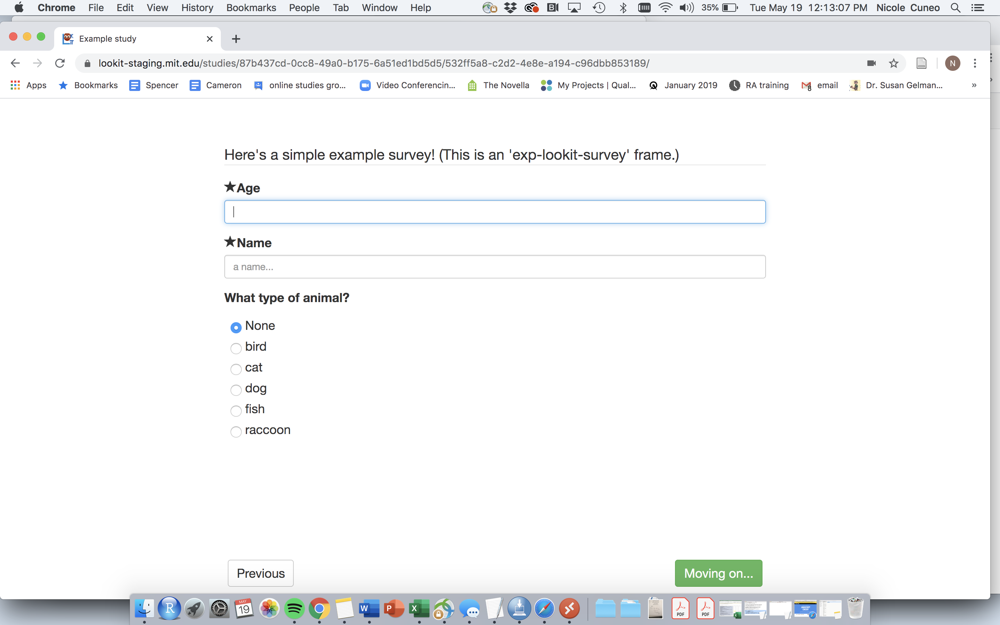 Chrome File Edit View History Bookmarks People Tab Window Help 35% Tue May 19 12:13:07 PM Nicole Cuneo
Example study
lookit-staging.mit.edu/studies/87b437cd-0cc8-49a0-b175-6a51ed1bd5d5/532ff5a8-c2d2-4e8e-a194-c96dbb853189/
N
Apps Bookmarks Spencer Cameron online studies gro... Video Conferencin... The Novella My Projects | Qual... January 2019 RA training email Dr. Susan Gelman... »
Here's a simple example survey! (This is an 'exp-lookit-survey' frame.)
★Age
★Name
a name...
What type of animal?
None
bird
cat
dog
fish
raccoon
Previous
Moving on...
MAY
19
PDF
PDF